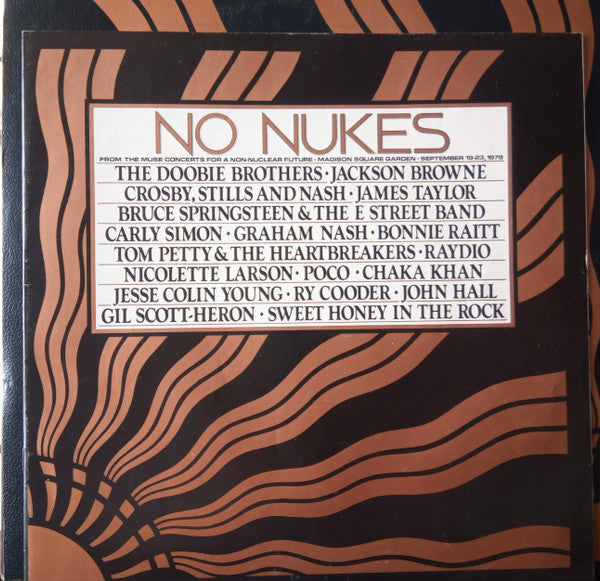 NO NUKES
FROM THE MUSE CONCERTS FOR A NON-NUCLEAR FUTURE · MADISON SQUARE GARDEN · SEPTEMBER 19-23, 1979
THE DOOBIE BROTHERS · JACKSON BROWNE
CROSBY, STILLS AND NASH · JAMES TAYLOR
BRUCE SPRINGSTEEN & THE E STREET BAND
CARLY SIMON · GRAHAM NASH · BONNIE RAITT
TOM PETTY & THE HEARTBREAKERS · RAYDIO
NICOLETTE LARSON · POCO · CHAKA KHAN
JESSE COLIN YOUNG · RY COODER · JOHN HALL
GIL SCOTT-HERON · SWEET HONEY IN THE ROCK